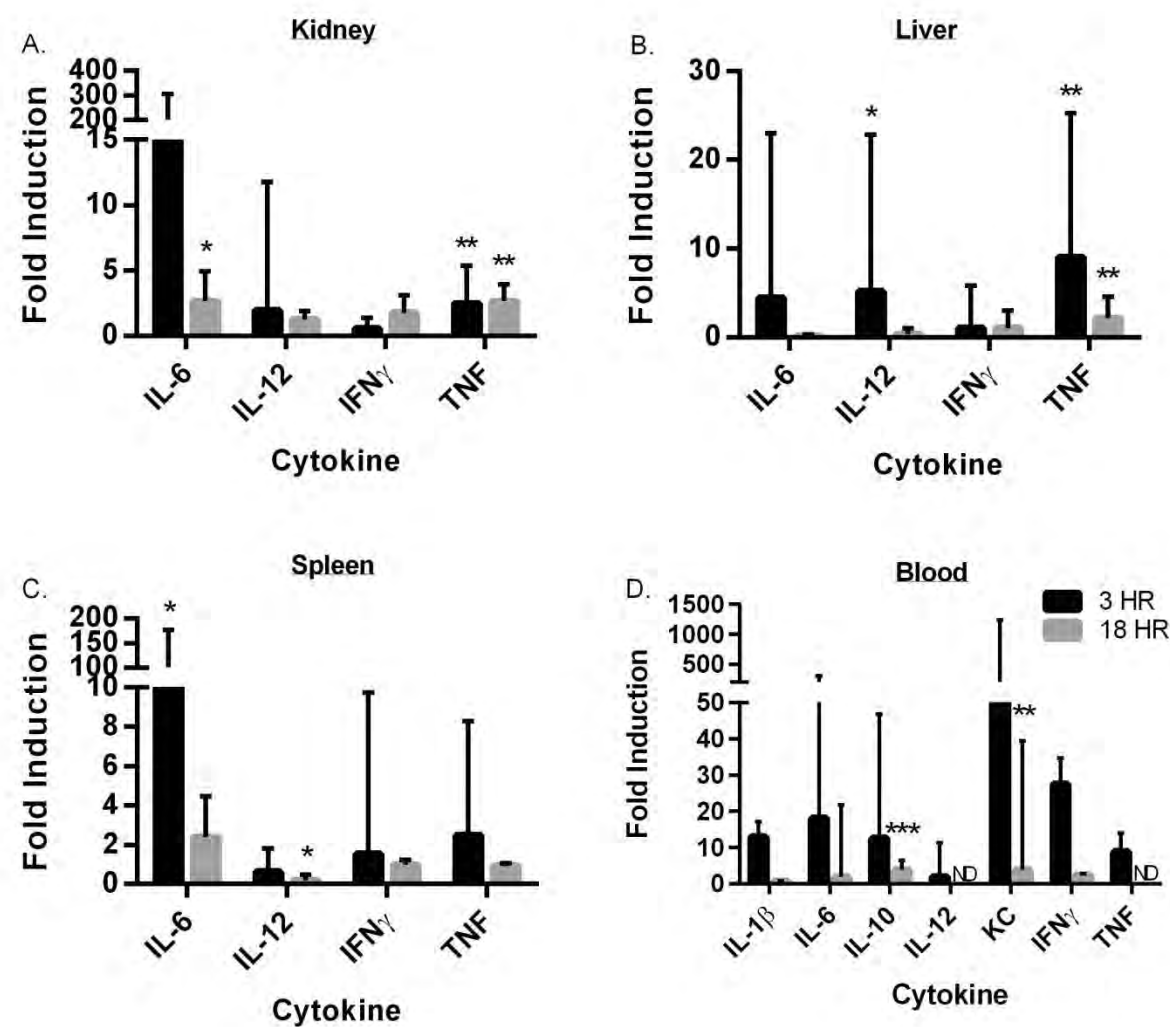 A.
Kidney
400
300
200
15
10
5
0
Fold Induction
*
**
**
IL-6
IL-12
IFNγ
TNF
Cytokine
B.
Liver
30
20
10
0
Fold Induction
*
**
**
IL-6
IL-12
IFNγ
TNF
Cytokine
C.
Spleen
200
150
100
10
8
6
4
2
0
Fold Induction
*
*
IL-6
IL-12
IFNγ
TNF
Cytokine
D.
Blood
3 HR
18 HR
1500
1000
500
50
40
30
20
10
0
Fold Induction
***
ND
**
ND
IL-1β
IL-6
IL-10
IL-12
KC
IFNγ
TNF
Cytokine